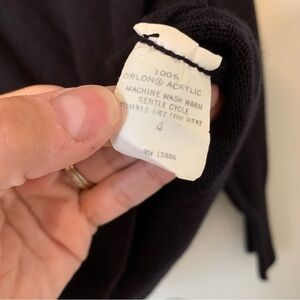 100%
ORLON® ACRYLIC
MACHINE WASH WARM
GENTLE CYCLE
TUMBLE DRY LOW HEAT
4
RN 13884